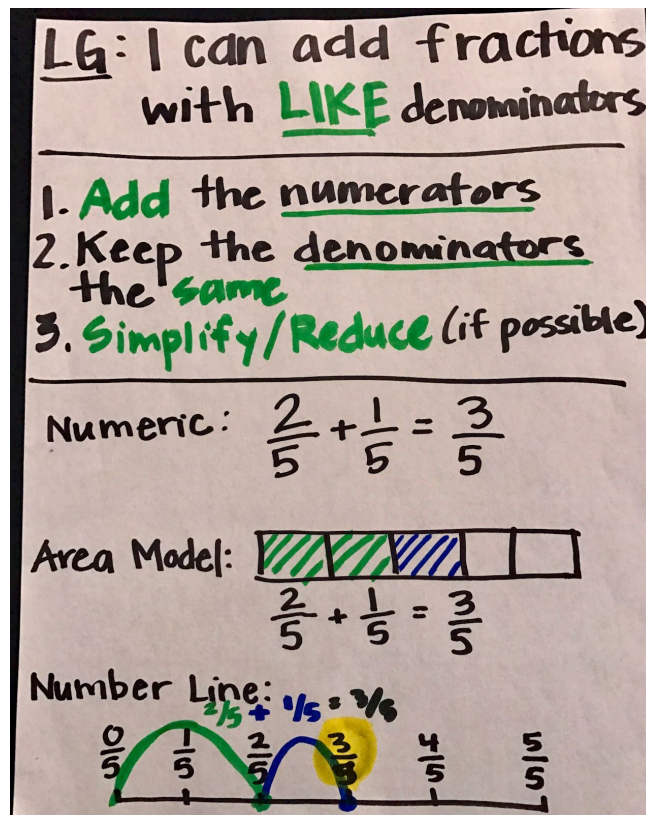 LG: I can add fractions
with LIKE denominators
1. Add the numerators
2. Keep the denominators
the same
3. Simplify/Reduce (if possible)
Numeric: 2/5 + 1/5 = 3/5
Area Model:
2/5 + 1/5 = 3/5
Number Line:
2/5 + 1/5 = 3/5
0/5 1/5 2/5 3/5 4/5 5/5